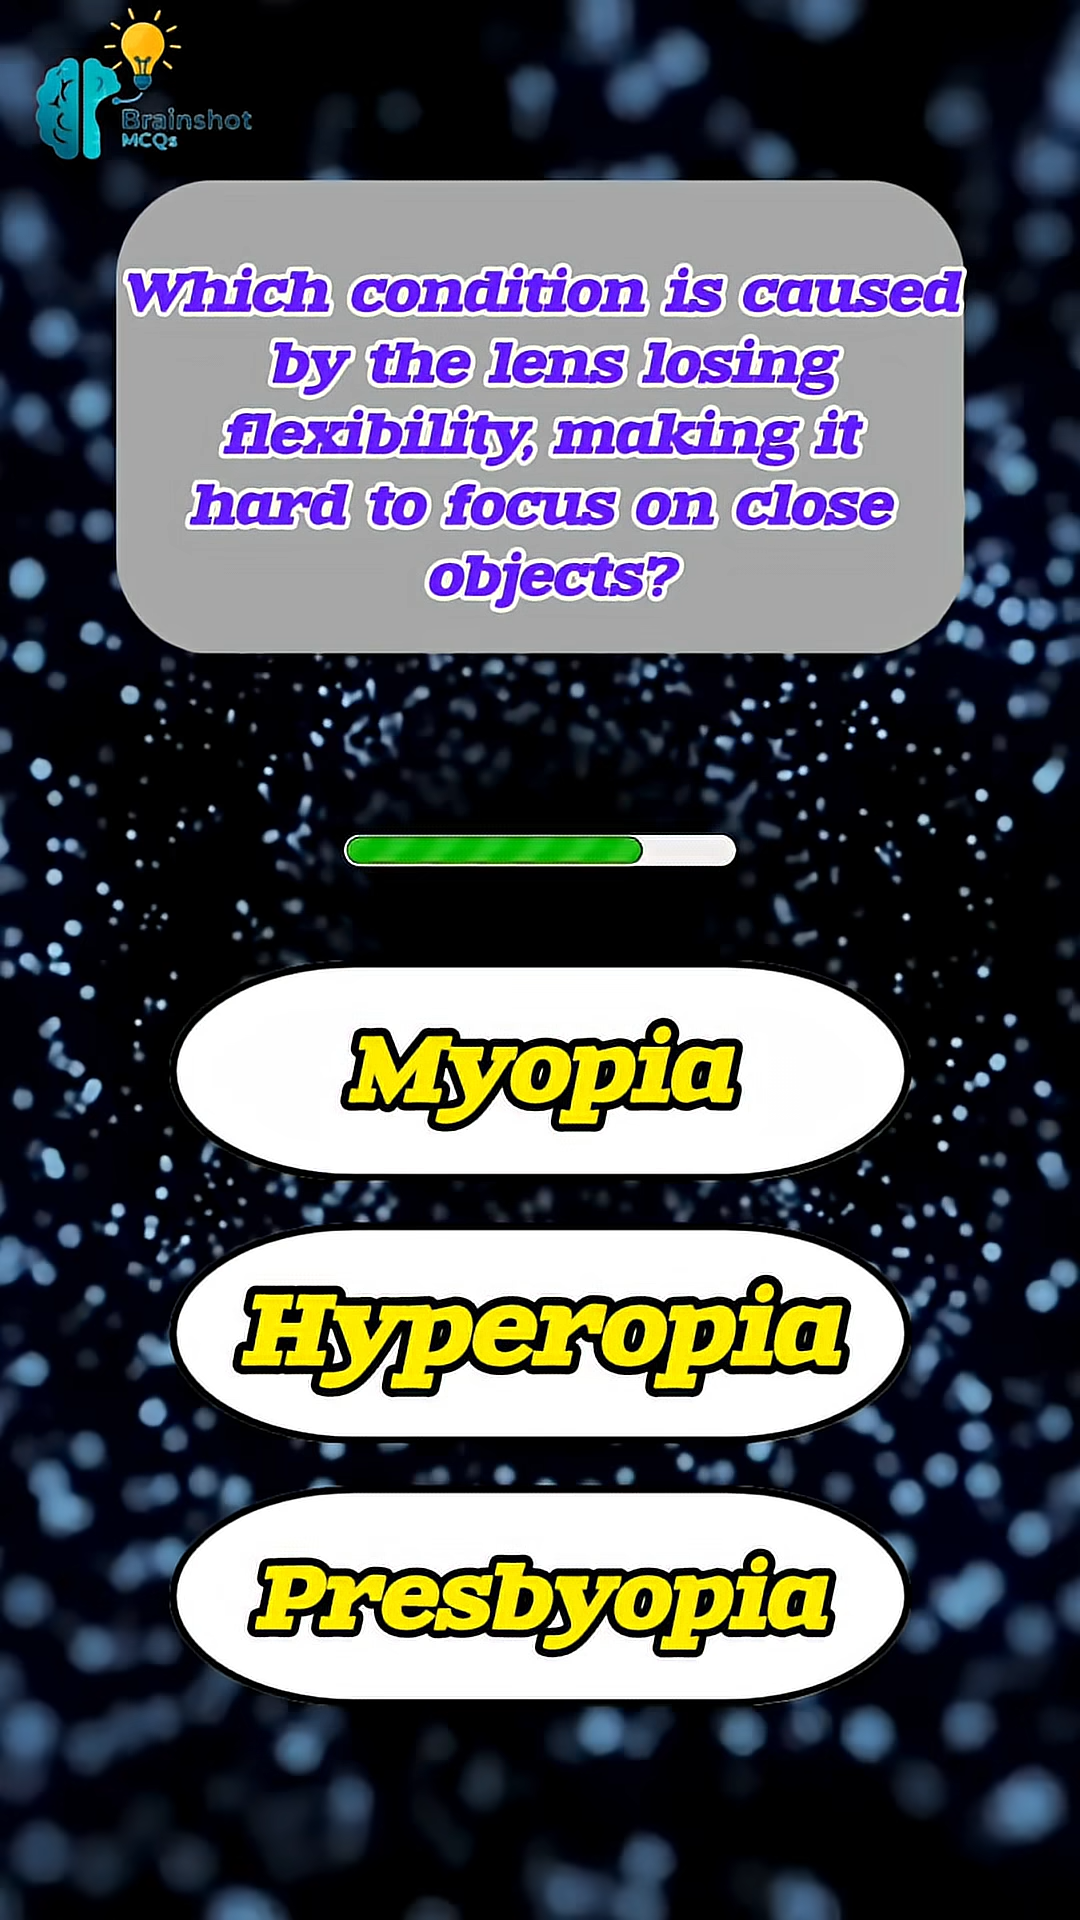 Brainshot
MCQs
Which condition is caused
by the lens losing
flexibility, making it
hard to focus on close
objects?
Myopia
Hyperopia
Presbyopia